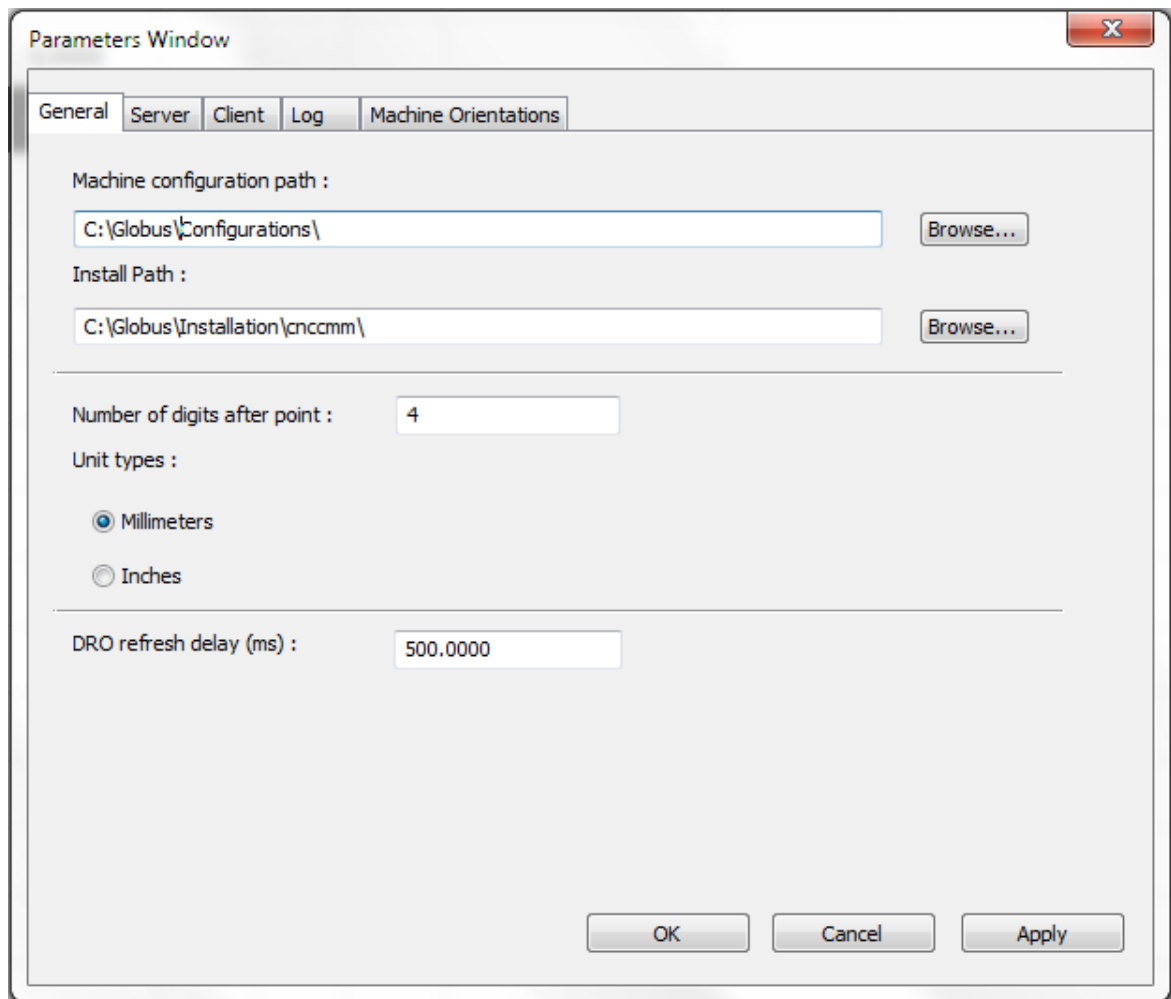 Parameters Window
General Server Client Log Machine Orientations
Machine configuration path :
C:\Globus\Configurations\ Browse...
Install Path :
C:\Globus\Installation\cnccmm\ Browse...
Number of digits after point : 4
Unit types :
Millimeters
Inches
DRO refresh delay (ms) : 500.0000
OK Cancel Apply